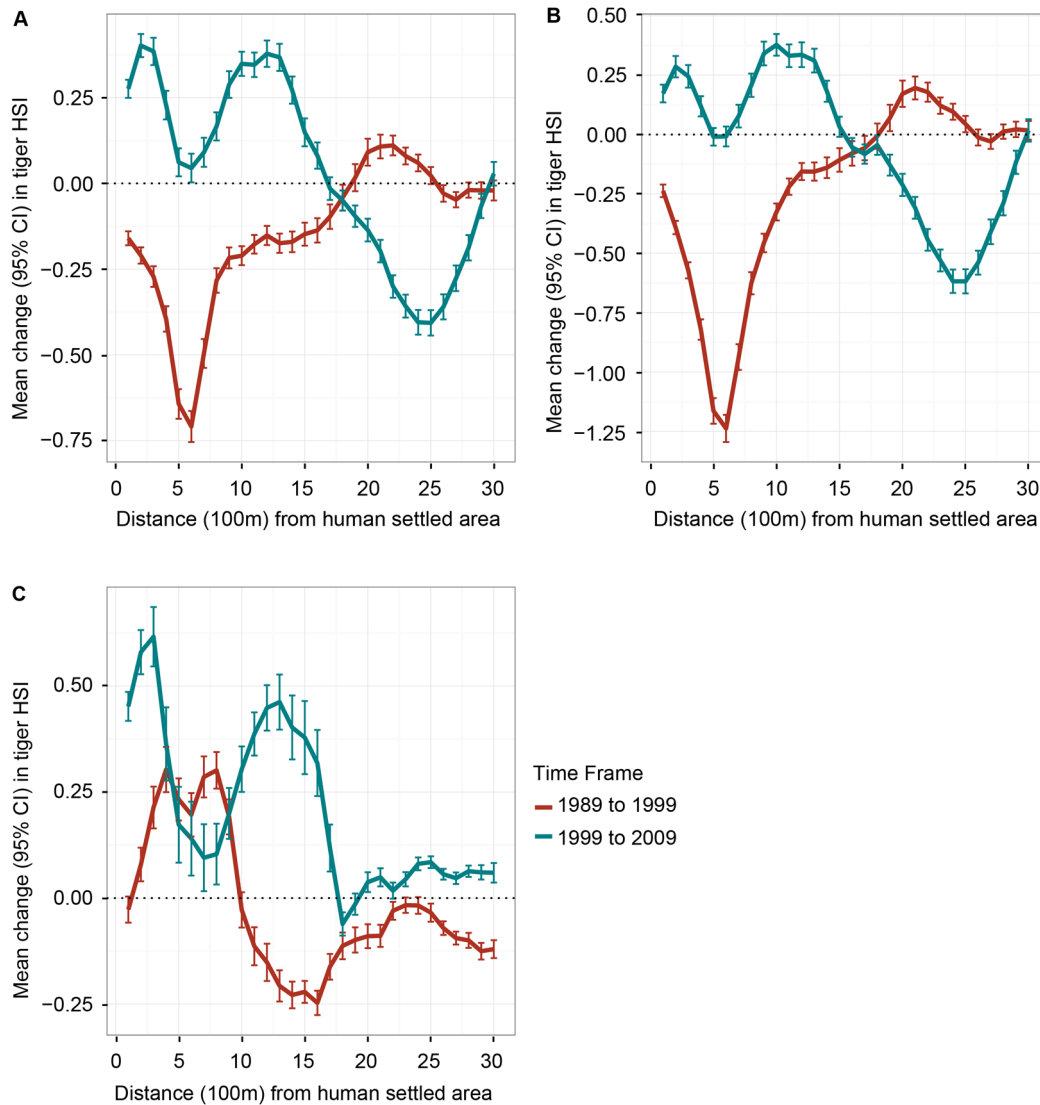 A
Mean change (95% CI) in tiger HSI
0.25
0.00
−0.25
−0.50
−0.75
0 5 10 15 20 25 30
Distance (100m) from human settled area
B
Mean change (95% CI) in tiger HSI
0.50
0.25
0.00
−0.25
−0.50
−0.75
−1.00
−1.25
0 5 10 15 20 25 30
Distance (100m) from human settled area
C
Mean change (95% CI) in tiger HSI
0.50
0.25
0.00
−0.25
0 5 10 15 20 25 30
Distance (100m) from human settled area
Time Frame
1989 to 1999
1999 to 2009